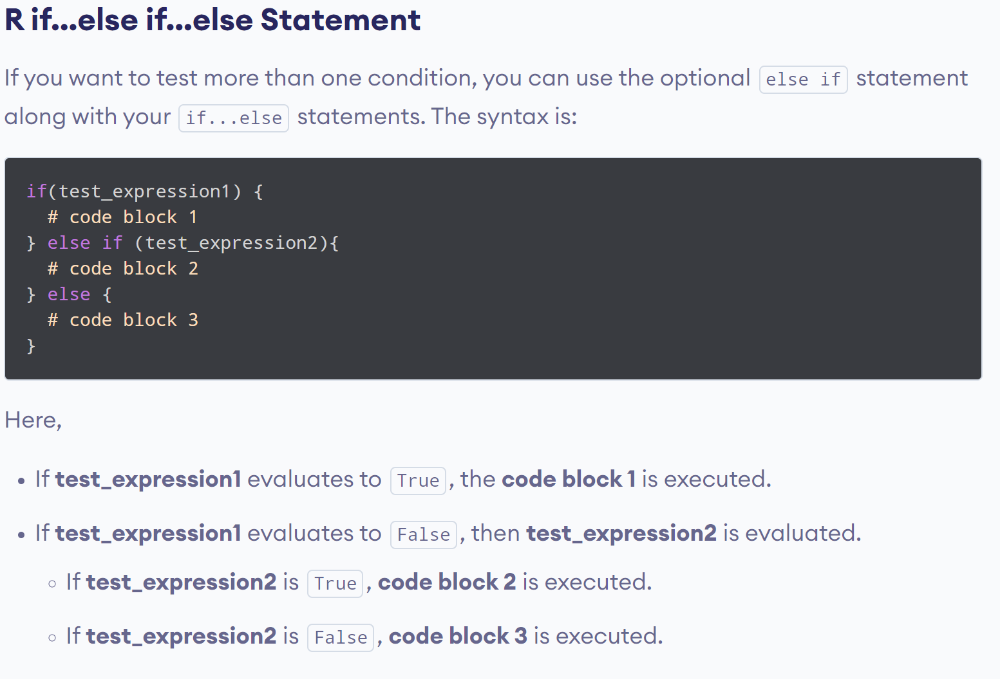 R if...else if...else Statement
If you want to test more than one condition, you can use the optional else if statement
along with your if...else statements. The syntax is:
if(test_expression1) {
  # code block 1
} else if (test_expression2){
  # code block 2
} else {
  # code block 3
}
Here,
• If test_expression1 evaluates to True, the code block 1 is executed.
• If test_expression1 evaluates to False, then test_expression2 is evaluated.
○ If test_expression2 is True, code block 2 is executed.
○ If test_expression2 is False, code block 3 is executed.